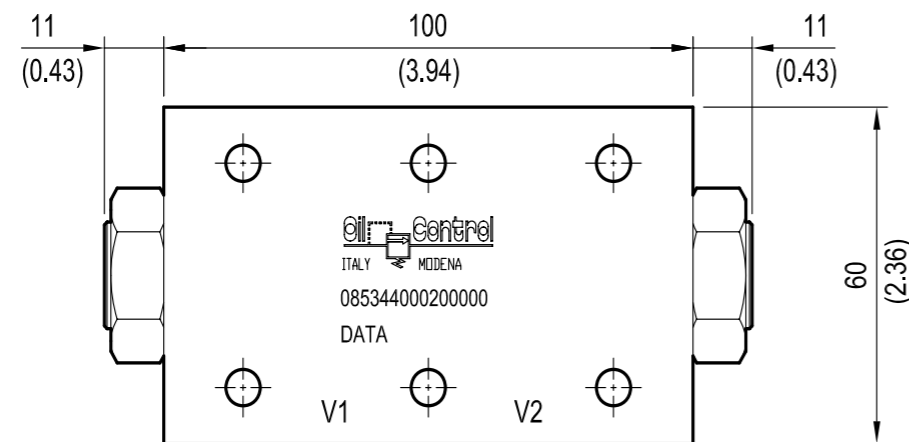 11 100 11
(0.43) (3.94) (0.43)
Oil Control
ITALY MODENA
085344000200000
DATA
60
(2.36)
V1 V2